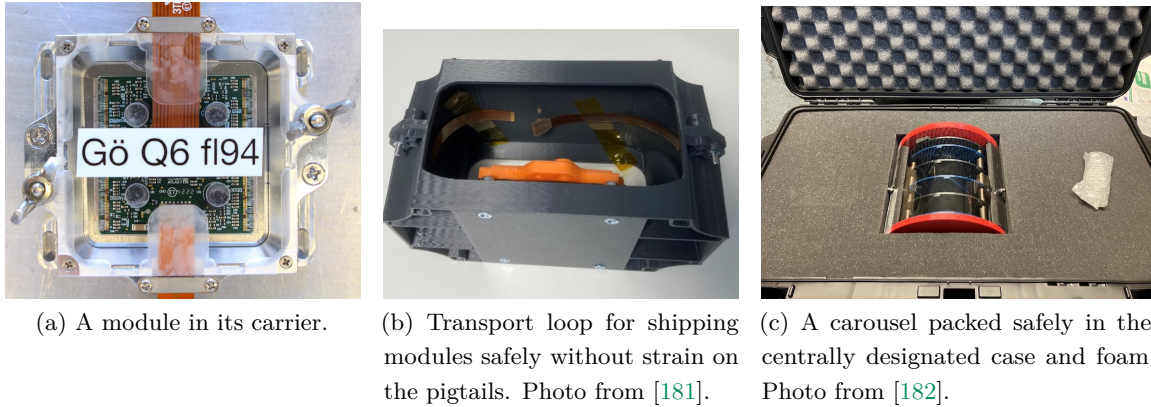 Gö Q6 fl94
(a) A module in its carrier.
(b) Transport loop for shipping
modules safely without strain on
the pigtails. Photo from [181].
(c) A carousel packed safely in the
centrally designated case and foam
Photo from [182].